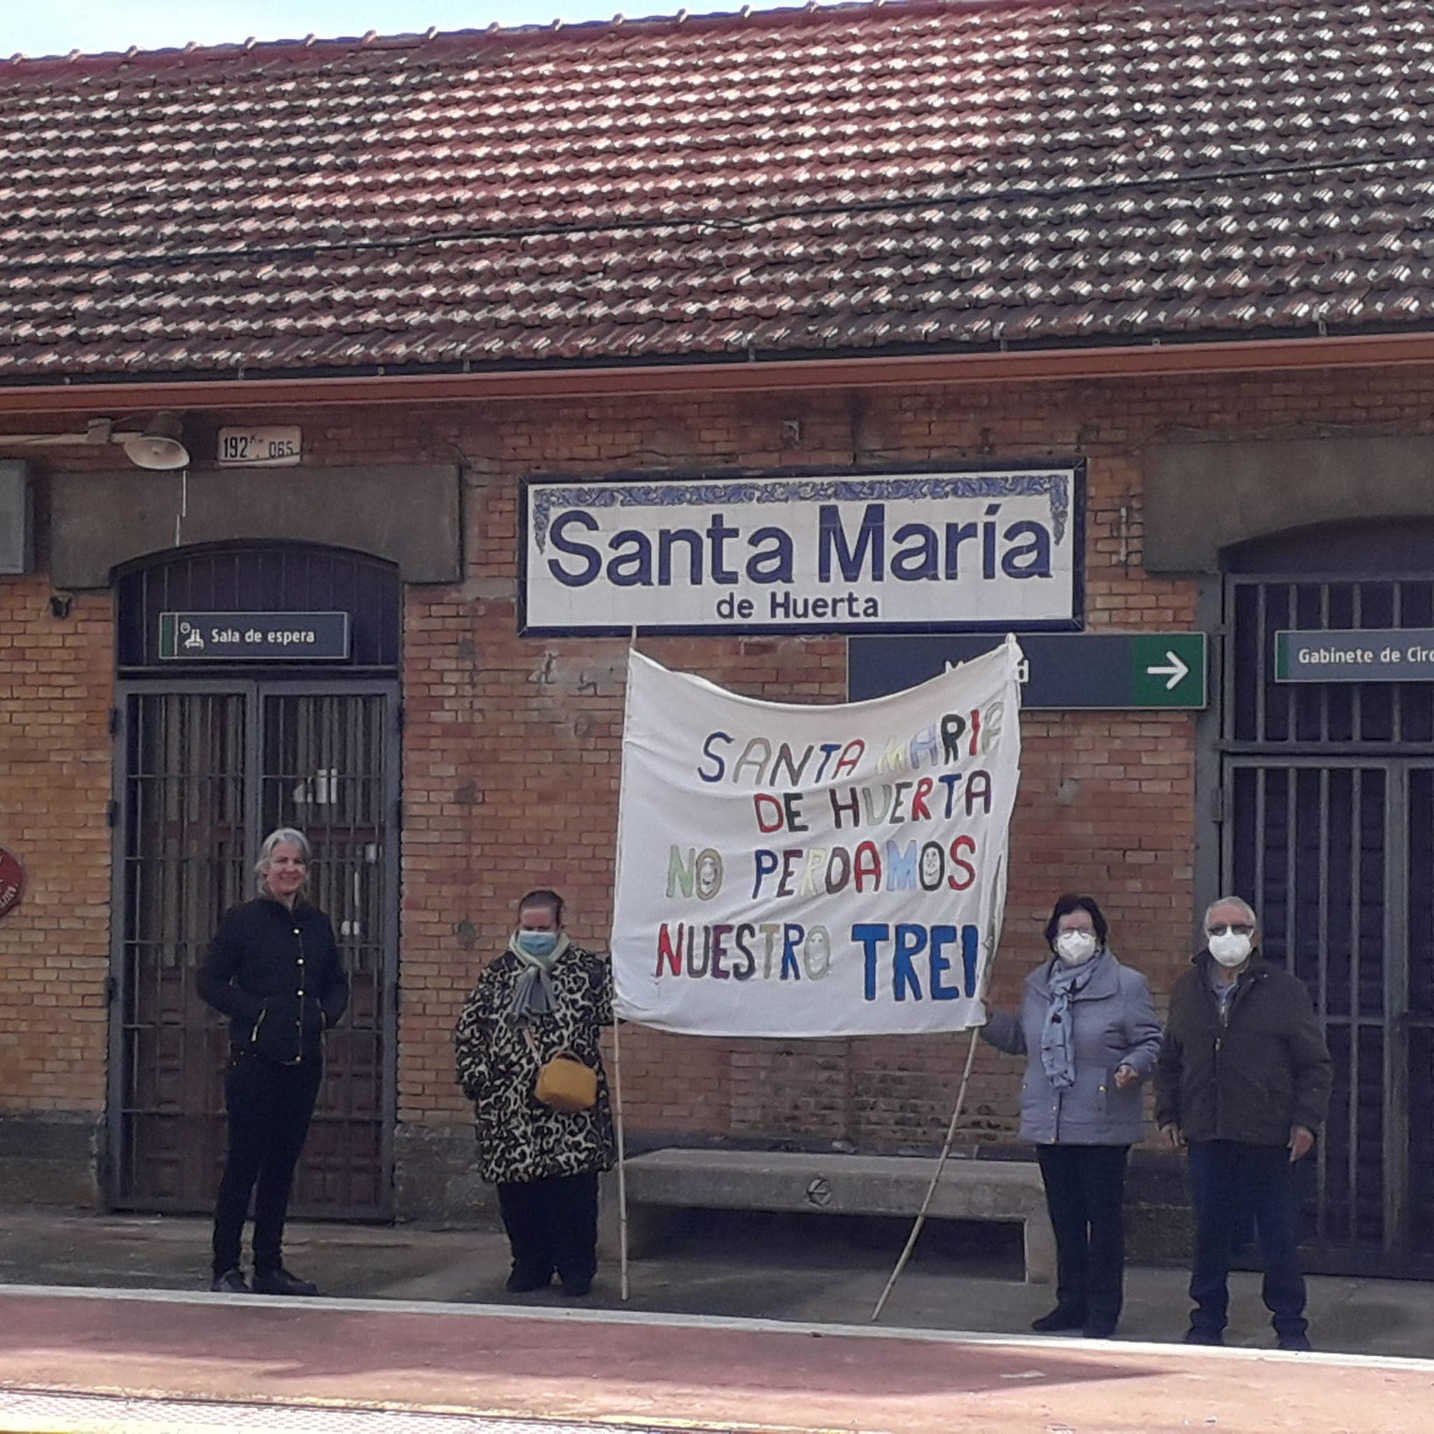 192K. 065
Santa María
de Huerta
Sala de espera
Gabinete de Circ
SANTA MARIA
DE HUERTA
NO PERDAMOS
NUESTRO TREN